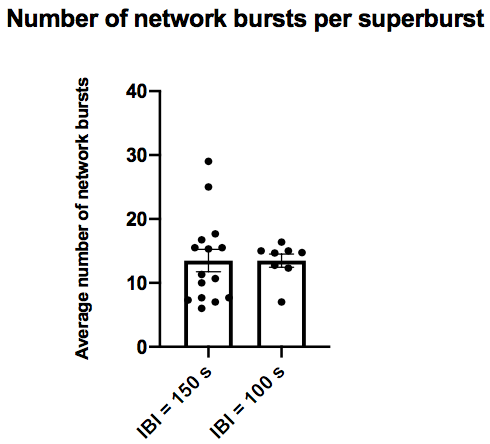 Number of network bursts per superburst
Average number of network bursts
40
30
20
10
0
IBI = 150 s
IBI = 100 s